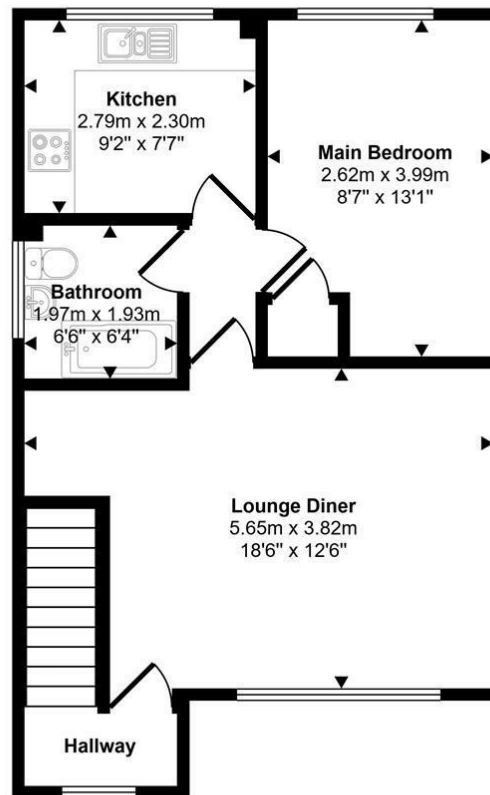 Kitchen
2.79m x 2.30m
9'2" x 7'7"
Main Bedroom
2.62m x 3.99m
8'7" x 13'1"
Bathroom
1.97m x 1.93m
6'6" x 6'4"
Lounge Diner
5.65m x 3.82m
18'6" x 12'6"
Hallway